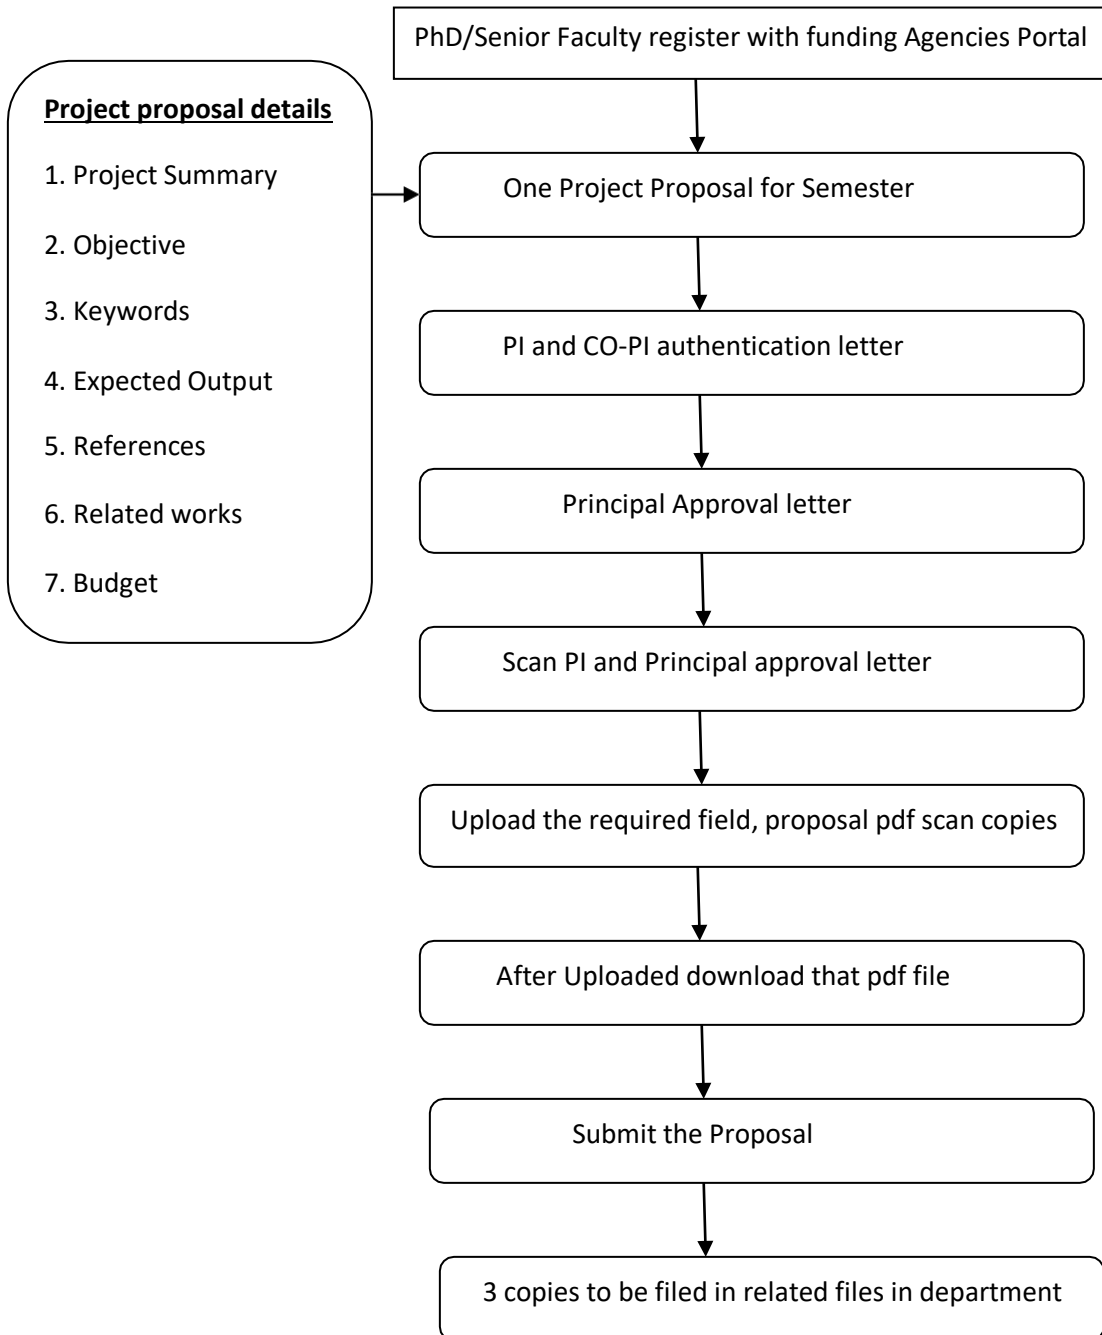 PhD/Senior Faculty register with funding Agencies Portal
Project proposal details
1. Project Summary
2. Objective
3. Keywords
4. Expected Output
5. References
6. Related works
7. Budget
One Project Proposal for Semester
PI and CO-PI authentication letter
Principal Approval letter
Scan PI and Principal approval letter
Upload the required field, proposal pdf scan copies
After Uploaded download that pdf file
Submit the Proposal
3 copies to be filed in related files in department